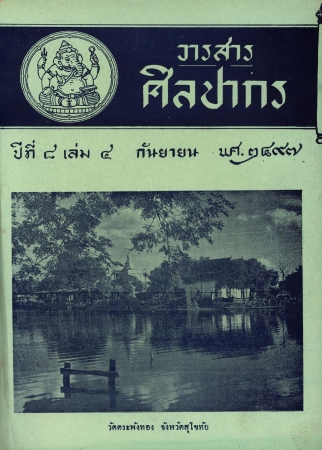 วารสาร
ศิลปากร
ปีที่ ๘ เล่ม ๔ กันยายน พ.ศ. ๒๔๙๗
วัดตระพังทอง จังหวัดสุโขทัย